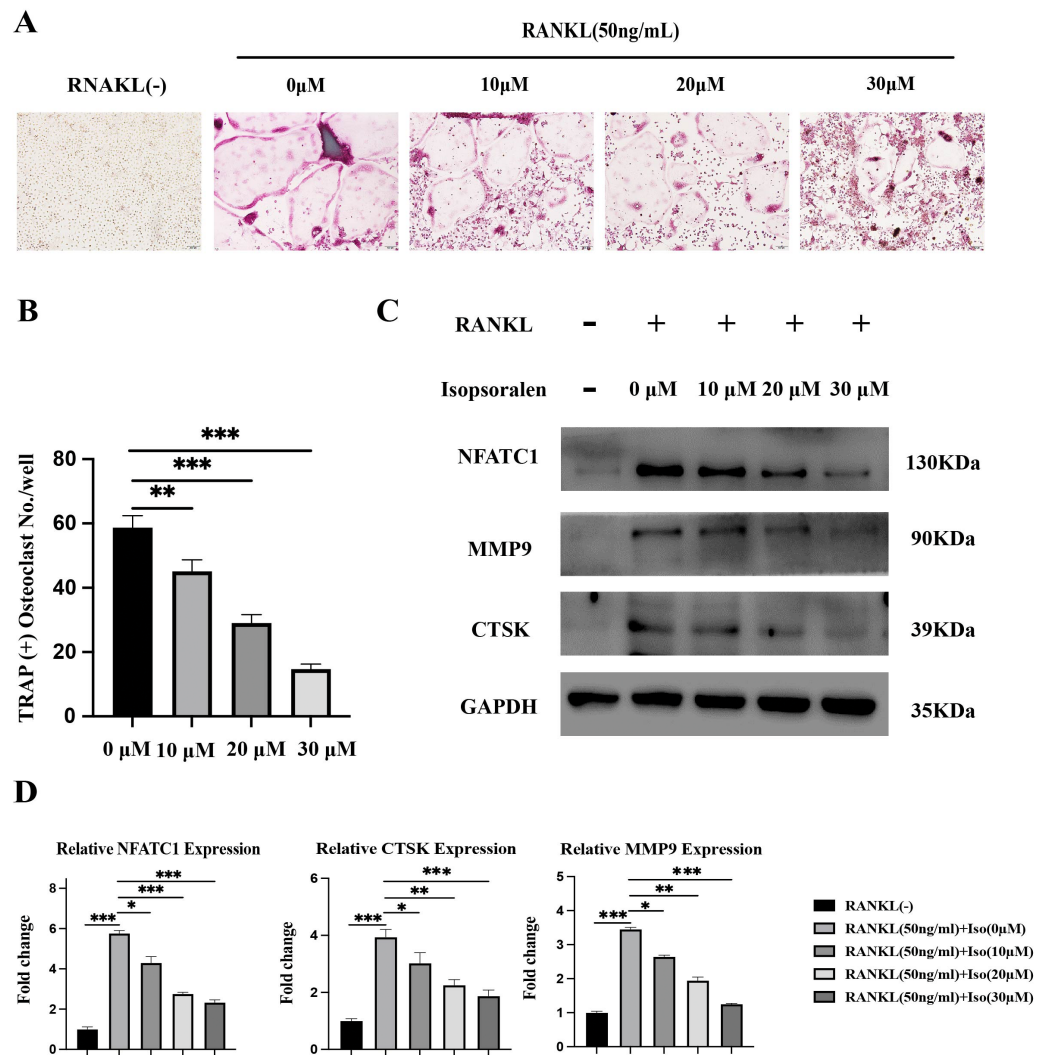 A
RANKL(50ng/mL)
RNAKL(-) 0μM 10μM 20μM 30μM
B
TRAP (+) Osteoclast No./well
80
60
40
20
0
*** 
***
**
0 μM 10 μM 20 μM 30 μM
C
RANKL - + + + +
Isopsoralen - 0 μM 10 μM 20 μM 30 μM
NFATC1 130KDa
MMP9 90KDa
CTSK 39KDa
GAPDH 35KDa
D
Relative NFATC1 Expression
Fold change
8
6
4
2
0
***
***
*
***
Relative CTSK Expression
Fold change
6
4
2
0
***
**
*
***
Relative MMP9 Expression
Fold change
5
4
3
2
1
0
***
**
*
***
RANKL(-)
RANKL(50ng/ml)+Iso(0μM)
RANKL(50ng/ml)+Iso(10μM)
RANKL(50ng/ml)+Iso(20μM)
RANKL(50ng/ml)+Iso(30μM)